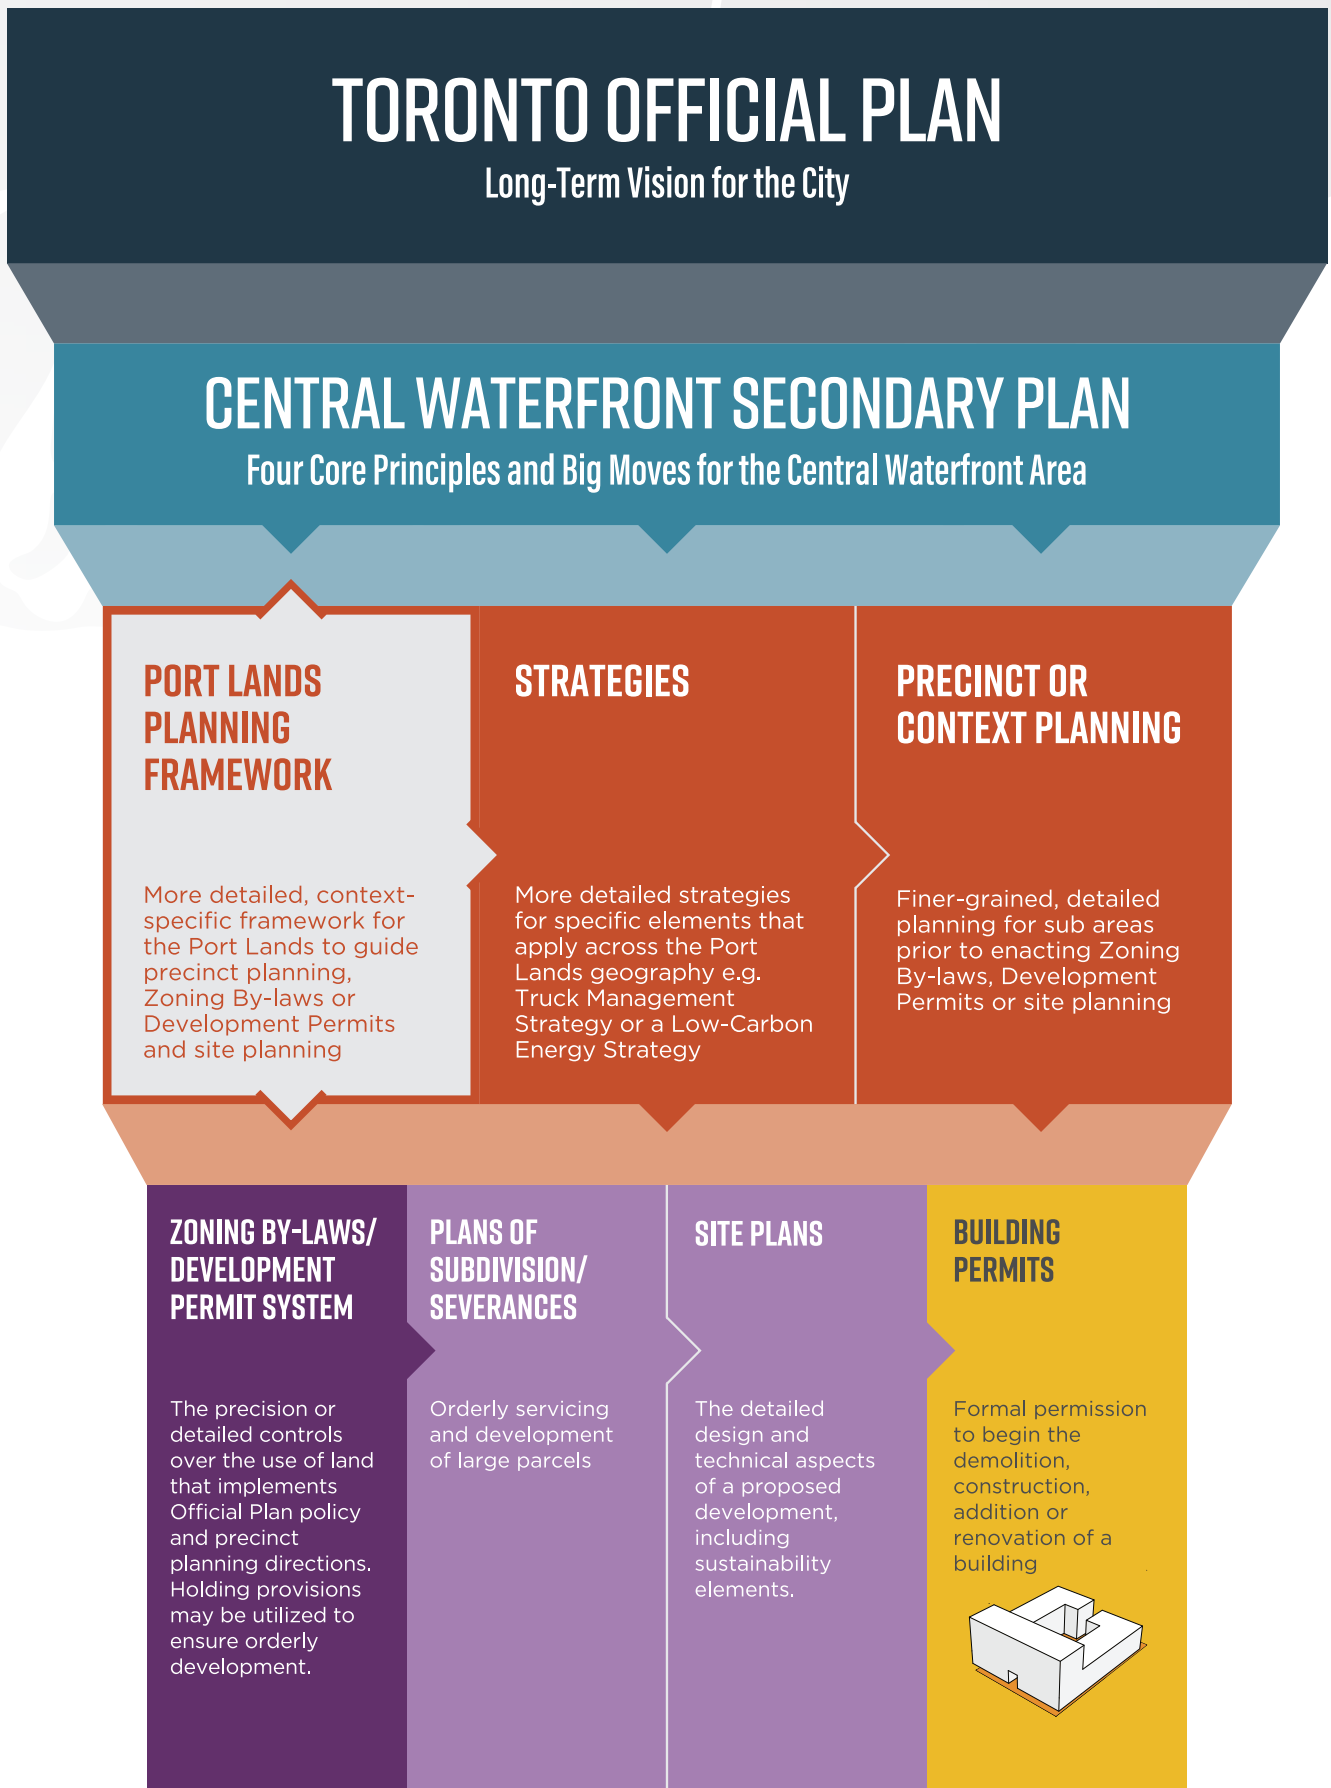 TORONTO OFFICIAL PLAN
Long-Term Vision for the City
CENTRAL WATERFRONT SECONDARY PLAN
Four Core Principles and Big Moves for the Central Waterfront Area
PORT LANDS
PLANNING
FRAMEWORK
More detailed, context-
specific framework for
the Port Lands to guide
precinct planning,
Zoning By-laws or
Development Permits
and site planning
STRATEGIES
More detailed strategies
for specific elements that
apply across the Port
Lands geography e.g.
Truck Management
Strategy or a Low-Carbon
Energy Strategy
PRECINCT OR
CONTEXT PLANNING
Finer-grained, detailed
planning for sub areas
prior to enacting Zoning
By-laws, Development
Permits or site planning
ZONING BY-LAWS/
DEVELOPMENT
PERMIT SYSTEM
The precision or
detailed controls
over the use of land
that implements
Official Plan policy
and precinct
planning directions.
Holding provisions
may be utilized to
ensure orderly
development.
PLANS OF
SUBDIVISION/
SEVERANCES
Orderly servicing
and development
of large parcels
SITE PLANS
The detailed
design and
technical aspects
of a proposed
development,
including
sustainability
elements.
BUILDING
PERMITS
Formal permission
to begin the
demolition,
construction,
addition or
renovation of a
building